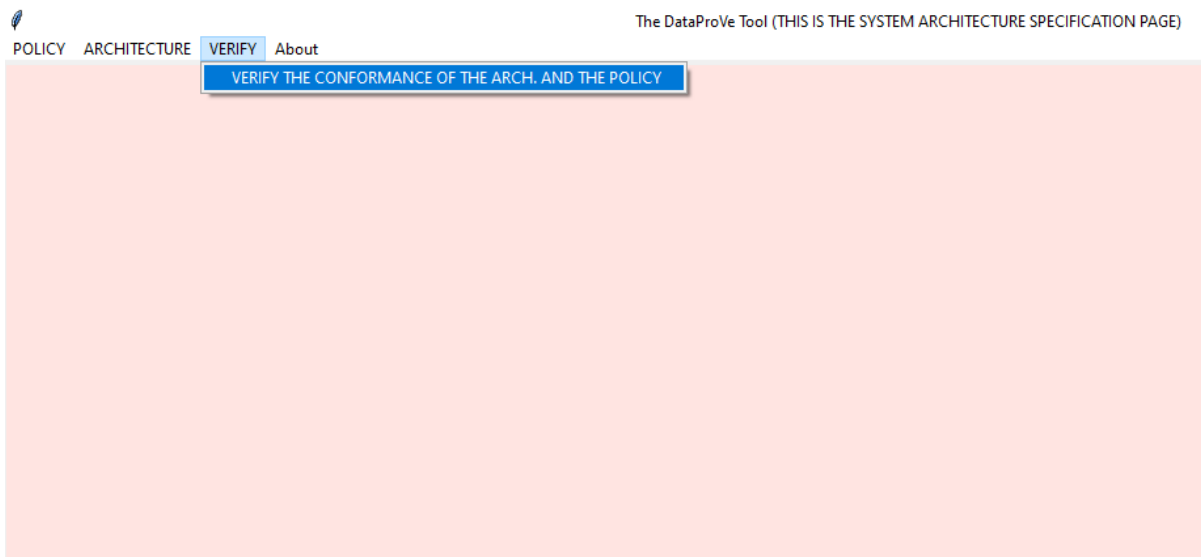 The DataProVe Tool (THIS IS THE SYSTEM ARCHITECTURE SPECIFICATION PAGE)
POLICY ARCHITECTURE VERIFY About
VERIFY THE CONFORMANCE OF THE ARCH. AND THE POLICY